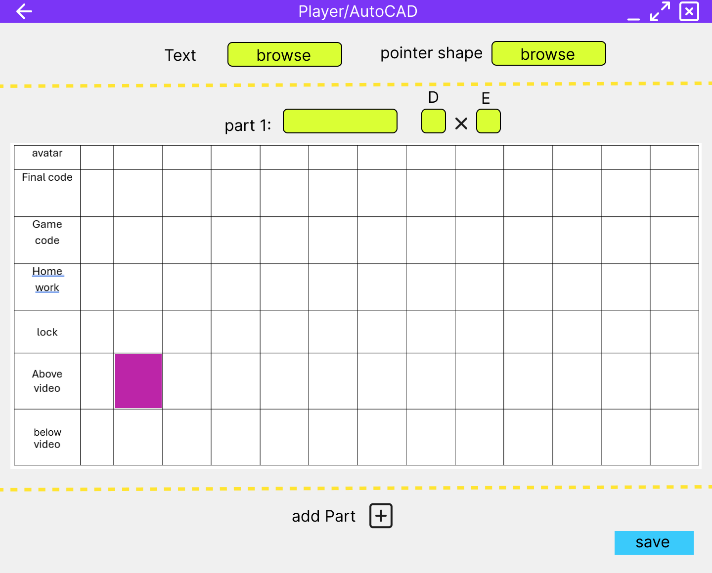 Player/AutoCAD
Text browse pointer shape browse
D E
part 1: ×
avatar
Final code
Game
code
Home
work
lock
Above
video
below
video
add Part +
save